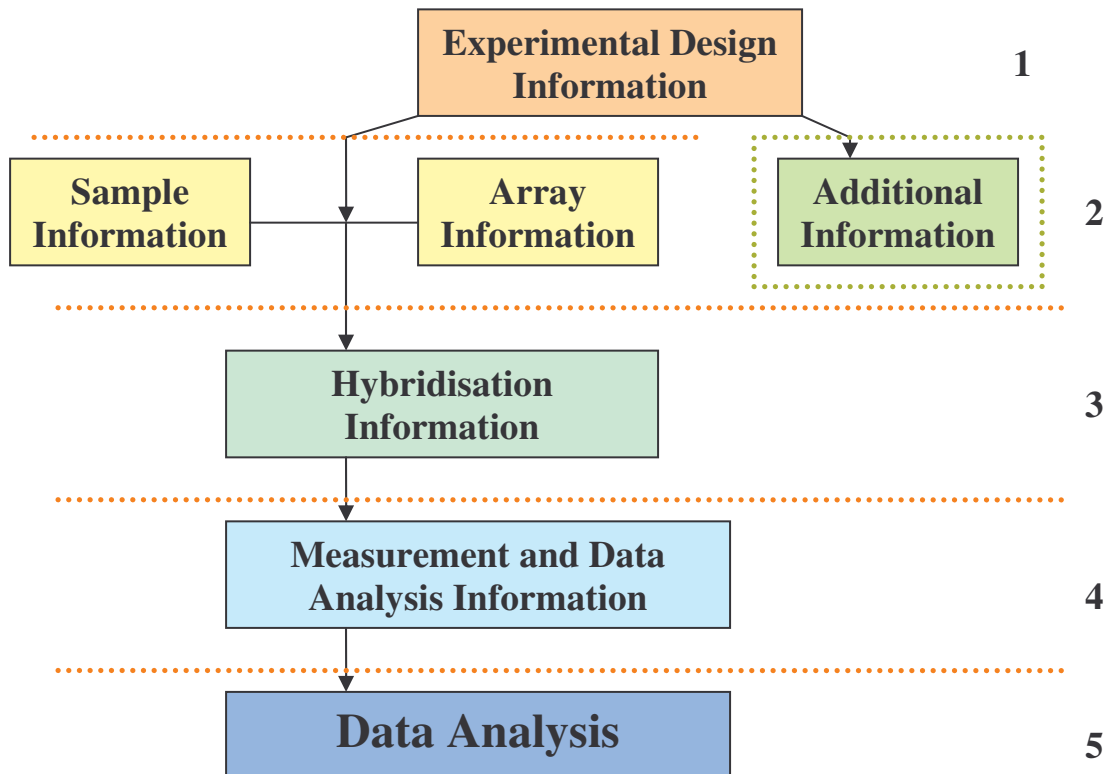 Experimental Design
Information
1
Sample
Information
Array
Information
Additional
Information
2
Hybridisation
Information
3
Measurement and Data
Analysis Information
4
Data Analysis
5